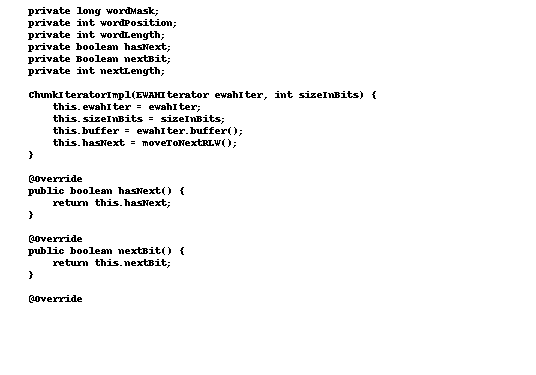 private long wordMask;
private int wordPosition;
private int wordLength;
private boolean hasNext;
private Boolean nextBit;
private int nextLength;

ChunkIteratorImpl(EWAHIterator ewahIter, int sizeInBits) {
    this.ewahIter = ewahIter;
    this.sizeInBits = sizeInBits;
    this.buffer = ewahIter.buffer();
    this.hasNext = moveToNextRLW();
}

@Override
public boolean hasNext() {
    return this.hasNext;
}

@Override
public boolean nextBit() {
    return this.nextBit;
}

@Override